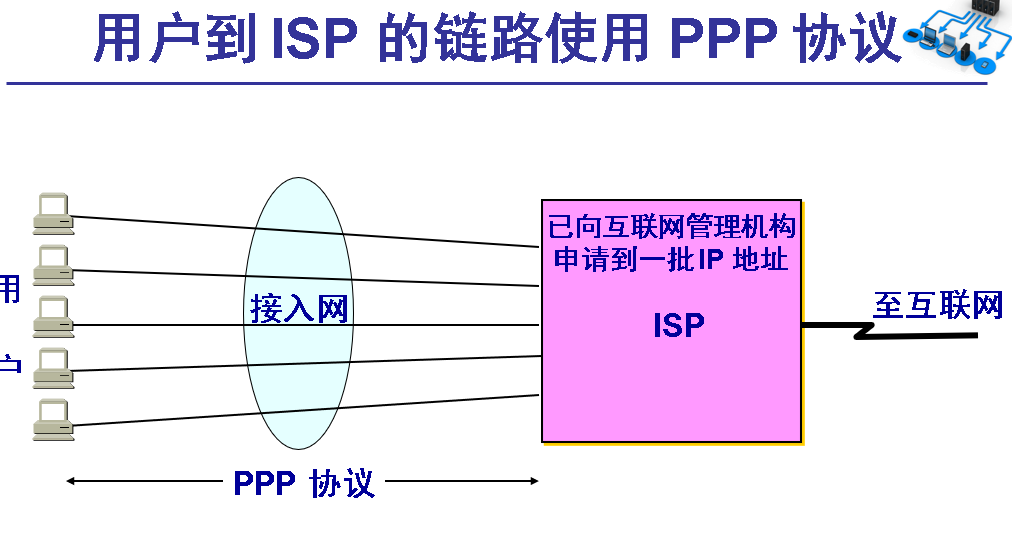 用户到 ISP 的链路使用 PPP 协议
已向互联网管理机构
申请到一批 IP 地址
用
户
接入网
ISP
至互联网
PPP 协议